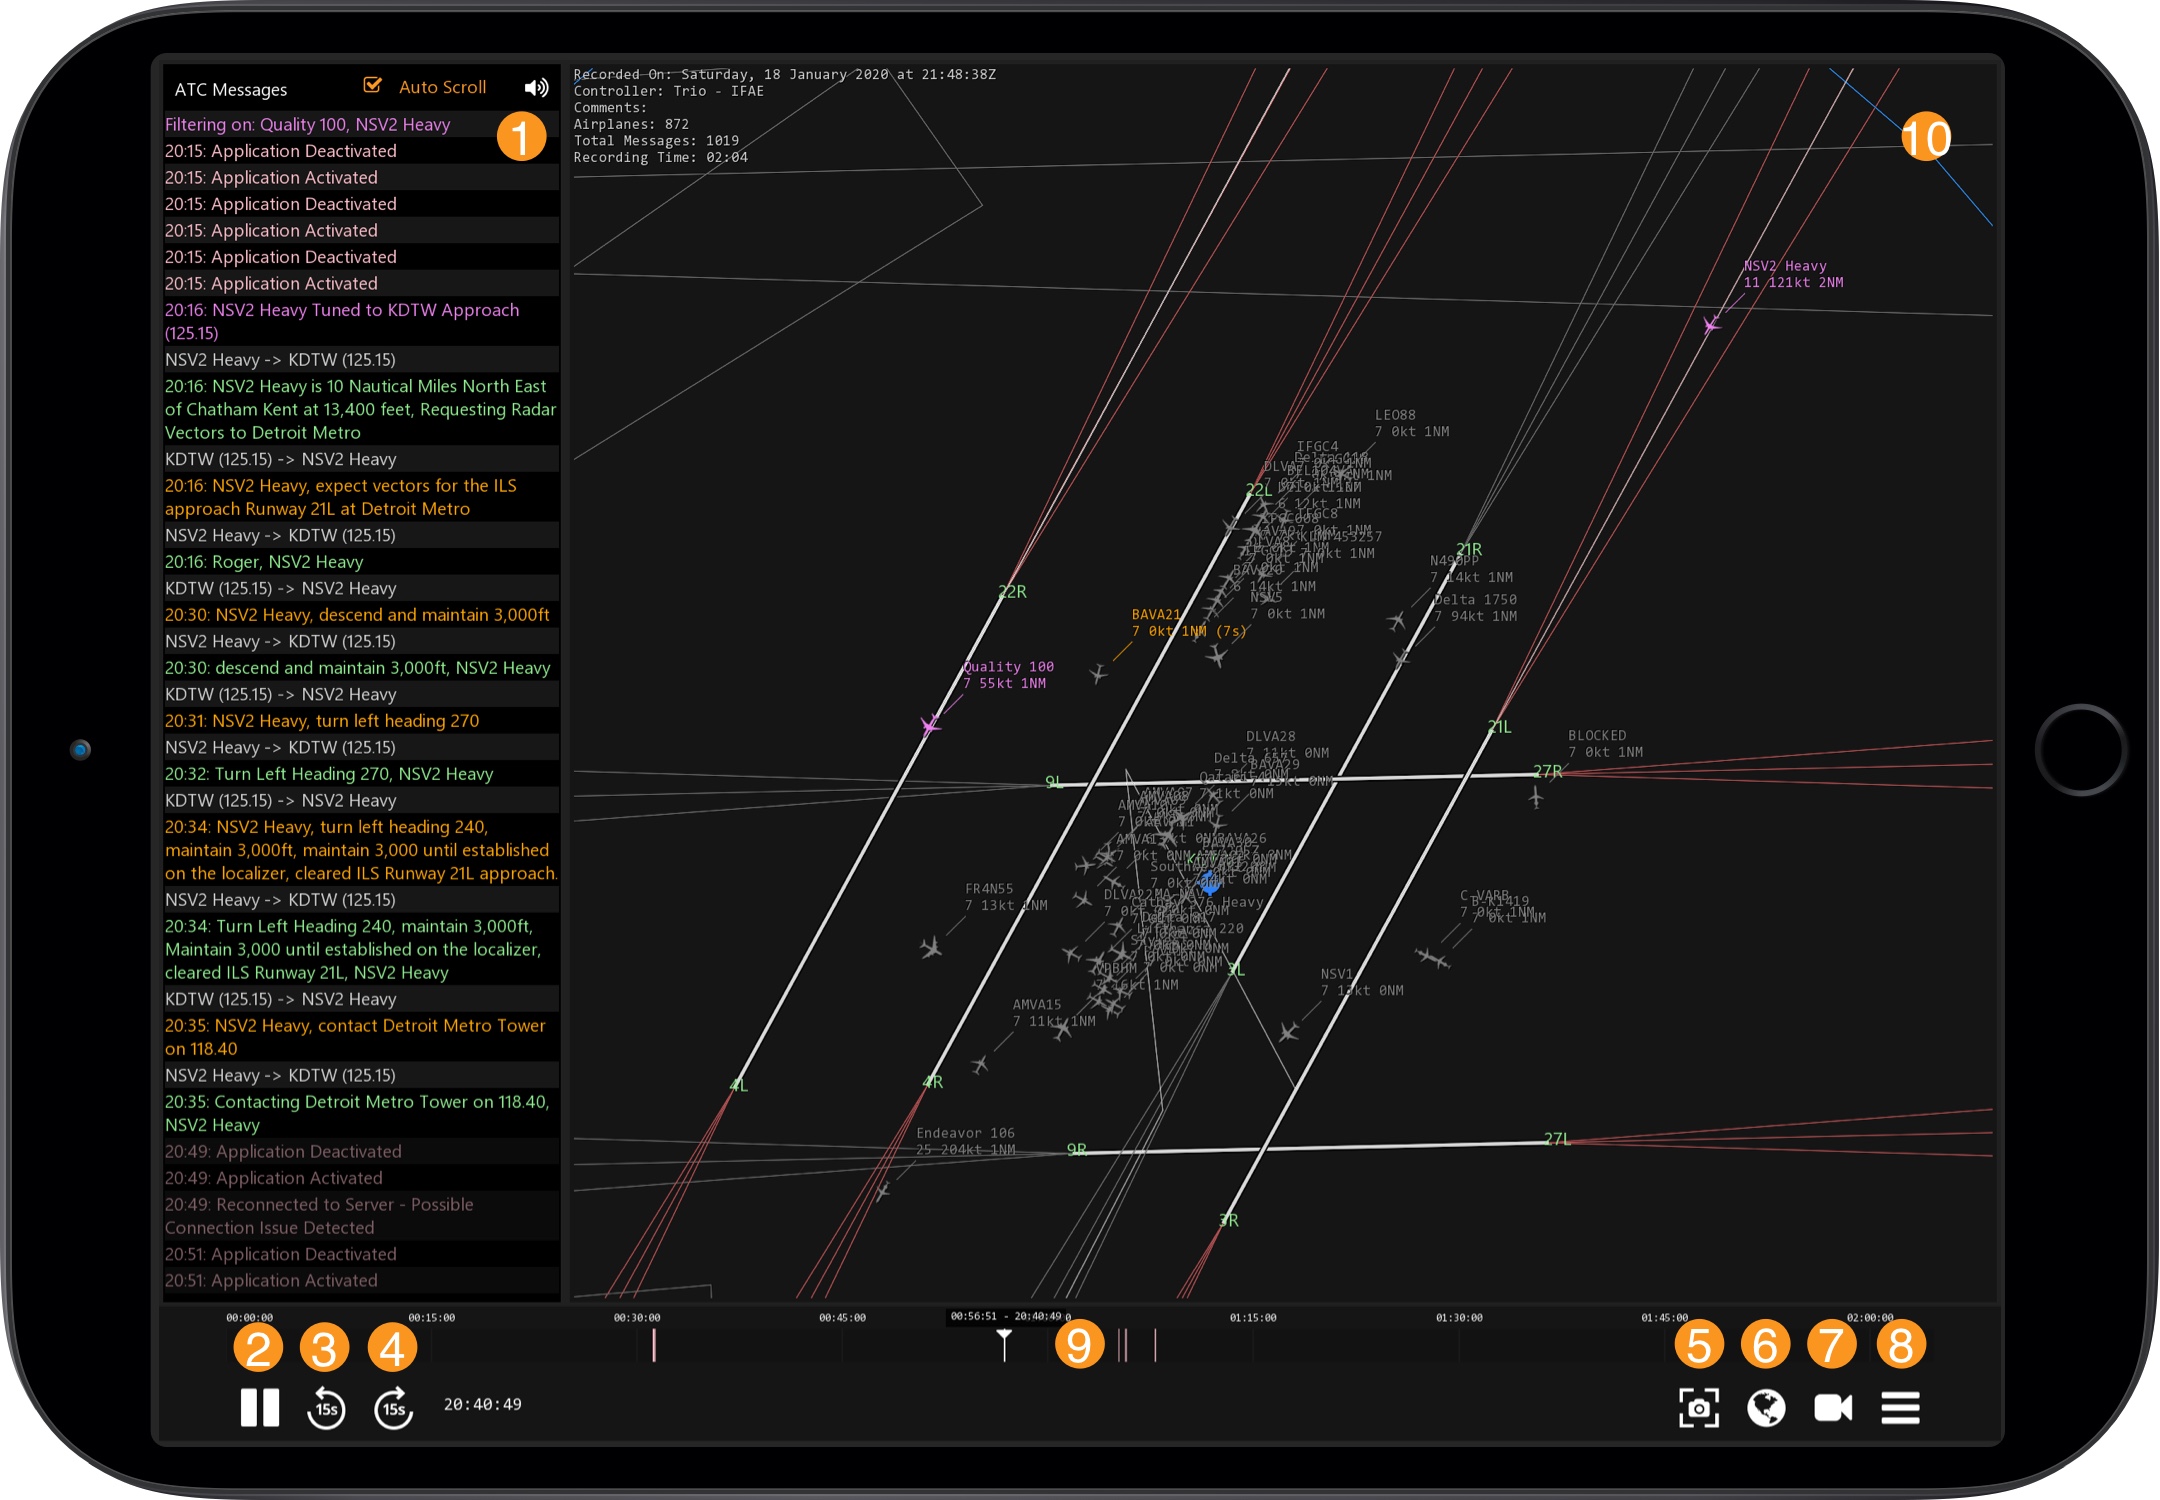 ATC Messages
Auto Scroll
Filtering on: Quality 100, NSV2 Heavy
1
20:15: Application Deactivated
20:15: Application Activated
20:15: Application Deactivated
20:15: Application Activated
20:15: Application Deactivated
20:15: Application Activated
20:16: NSV2 Heavy Tuned to KDTW Approach
(125.15)
NSV2 Heavy -> KDTW (125.15)
20:16: NSV2 Heavy is 10 Nautical Miles North East
of Chatham Kent at 13,400 feet, Requesting Radar
Vectors to Detroit Metro
KDTW (125.15) -> NSV2 Heavy
20:16: NSV2 Heavy, expect vectors for the ILS
approach Runway 21L at Detroit Metro
NSV2 Heavy -> KDTW (125.15)
20:16: Roger, NSV2 Heavy
KDTW (125.15) -> NSV2 Heavy
20:30: NSV2 Heavy, descend and maintain 3,000ft
NSV2 Heavy -> KDTW (125.15)
20:30: descend and maintain 3,000ft, NSV2 Heavy
KDTW (125.15) -> NSV2 Heavy
20:31: NSV2 Heavy, turn left heading 270
NSV2 Heavy -> KDTW (125.15)
20:32: Turn Left Heading 270, NSV2 Heavy
KDTW (125.15) -> NSV2 Heavy
20:34: NSV2 Heavy, turn left heading 240,
maintain 3,000ft, maintain 3,000 until established
on the localizer, cleared ILS Runway 21L approach.
NSV2 Heavy -> KDTW (125.15)
20:34: Turn Left Heading 240, maintain 3,000ft,
Maintain 3,000 until established on the localizer,
cleared ILS Runway 21L, NSV2 Heavy
KDTW (125.15) -> NSV2 Heavy
20:35: NSV2 Heavy, contact Detroit Metro Tower
on 118.40
NSV2 Heavy -> KDTW (125.15)
20:35: Contacting Detroit Metro Tower on 118.40,
NSV2 Heavy
20:49: Application Deactivated
20:49: Application Activated
20:49: Reconnected to Server - Possible
Connection Issue Detected
20:51: Application Deactivated
20:51: Application Activated
Recorded On: Saturday, 18 January 2020 at 21:48:38Z
Controller: Trio - IFAE
Comments:
Airplanes: 872
Total Messages: 1019
Recording Time: 02:04
10
NSV2 Heavy
11 121kt 2NM
LEO88
7 0kt 1NM
IFGC4
22L
21R
7 14kt 1NM
Delta 1750
7 94kt 1NM
22R
NSV5
7 0kt 1NM
BAVA21
7 0kt 1NM (7s)
Quality 100
7 55kt 1NM
21L
BLOCKED
7 0kt 1NM
27R
DLVA28
7 11kt 0NM
9L
FR4N55
7 13kt 1NM
C-VARB
7 0kt 1NM
3L
NSV1
7 13kt 0NM
AMVA15
7 11kt 1NM
4L
4R
Endeavor 106
25 204kt 1NM
9R
27L
3R
00:00:00
00:15:00
00:30:00
00:45:00
00:56:51 - 20:40:49
01:15:00
01:30:00
01:45:00
02:00:00
2
3
4
9
5
6
7
8
15s
15s
20:40:49